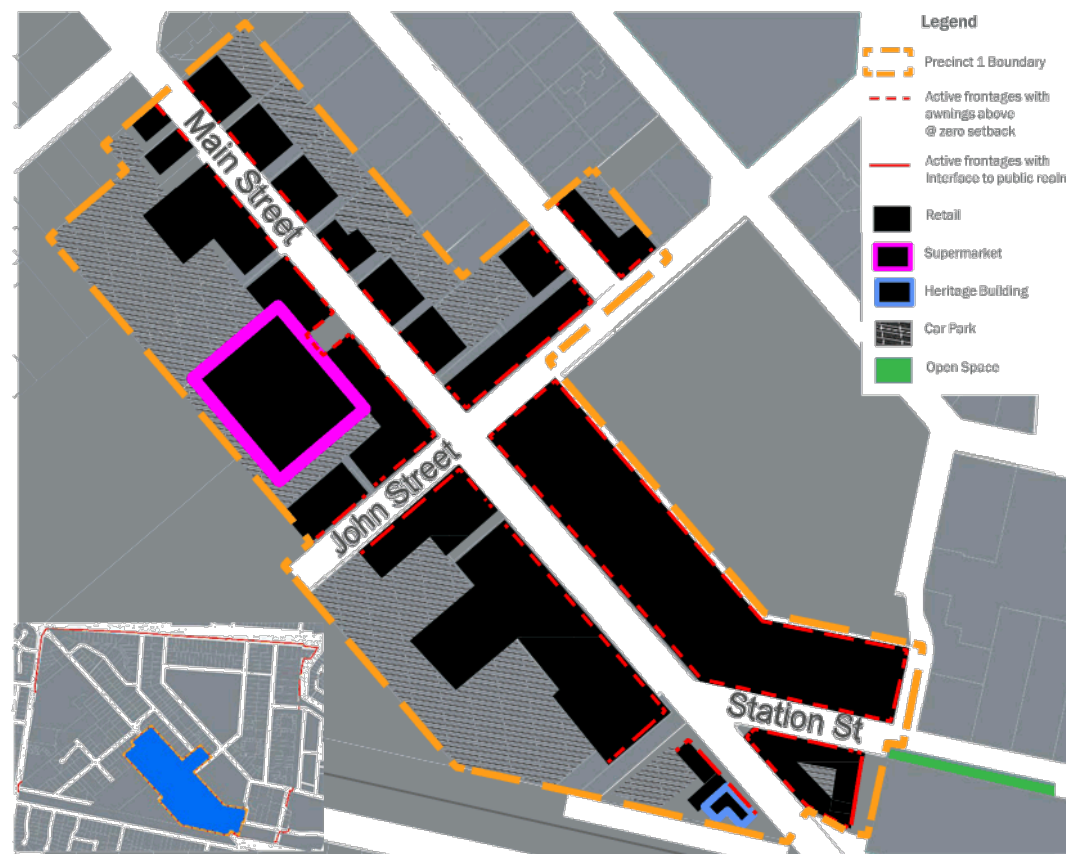 Legend
Precinct 1 Boundary
Active frontages with
awnings above
@ zero setback
Active frontages with
Interface to public realm
Retail
Supermarket
Heritage Building
Car Park
Open Space
Main Street
John Street
Station St